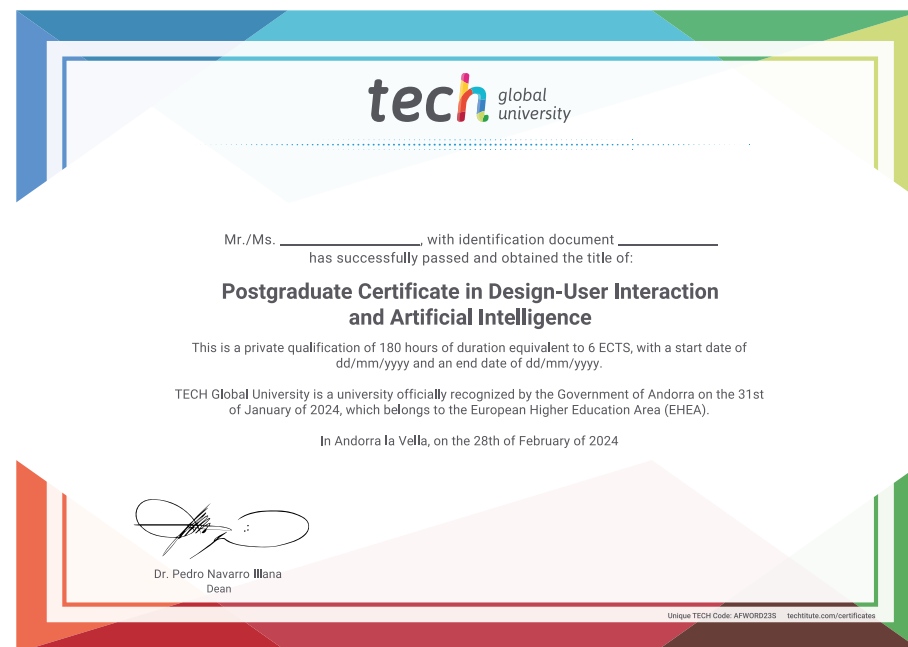 tech global university
Mr./Ms. ____________, with identification document ____________
has successfully passed and obtained the title of:
Postgraduate Certificate in Design-User Interaction
and Artificial Intelligence
This is a private qualification of 180 hours of duration equivalent to 6 ECTS, with a start date of
dd/mm/yyyy and an end date of dd/mm/yyyy.
TECH Global University is a university officially recognized by the Government of Andorra on the 31st
of January of 2024, which belongs to the European Higher Education Area (EHEA).
In Andorra la Vella, on the 28th of February of 2024
Dr. Pedro Navarro Illana
Dean
Unique TECH Code: AFWORD23S techtitute.com/certificates